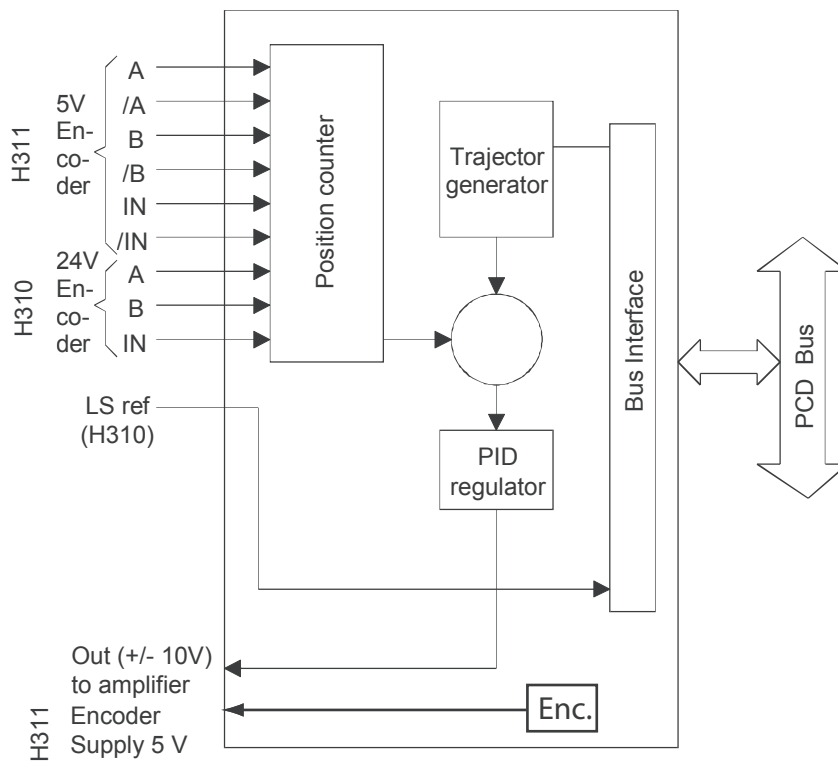 H311
5V
En-
co-
der
A
/A
B
/B
IN
/IN
H310
24V
En-
co-
der
A
B
IN
LS ref
(H310)
Position counter
Trajector
generator
PID
regulator
Bus Interface
PCD Bus
Out (+/- 10V)
to amplifier
H311
Encoder
Supply 5 V
Enc.